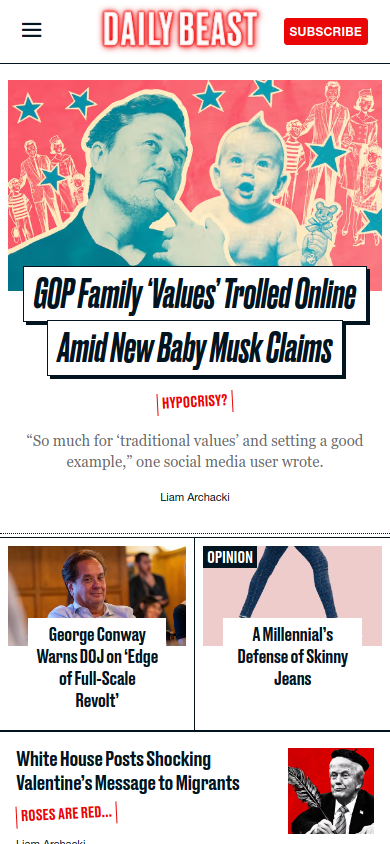 DAILY BEAST
SUBSCRIBE
GOP Family ‘Values’ Trolled Online
Amid New Baby Musk Claims
HYPOCRISY?
“So much for ‘traditional values’ and setting a good
example,” one social media user wrote.
Liam Archacki
George Conway
Warns DOJ on ‘Edge
of Full-Scale
Revolt’
OPINION
A Millennial’s
Defense of Skinny
Jeans
White House Posts Shocking
Valentine’s Message to Migrants
ROSES ARE RED...
Liam Archacki